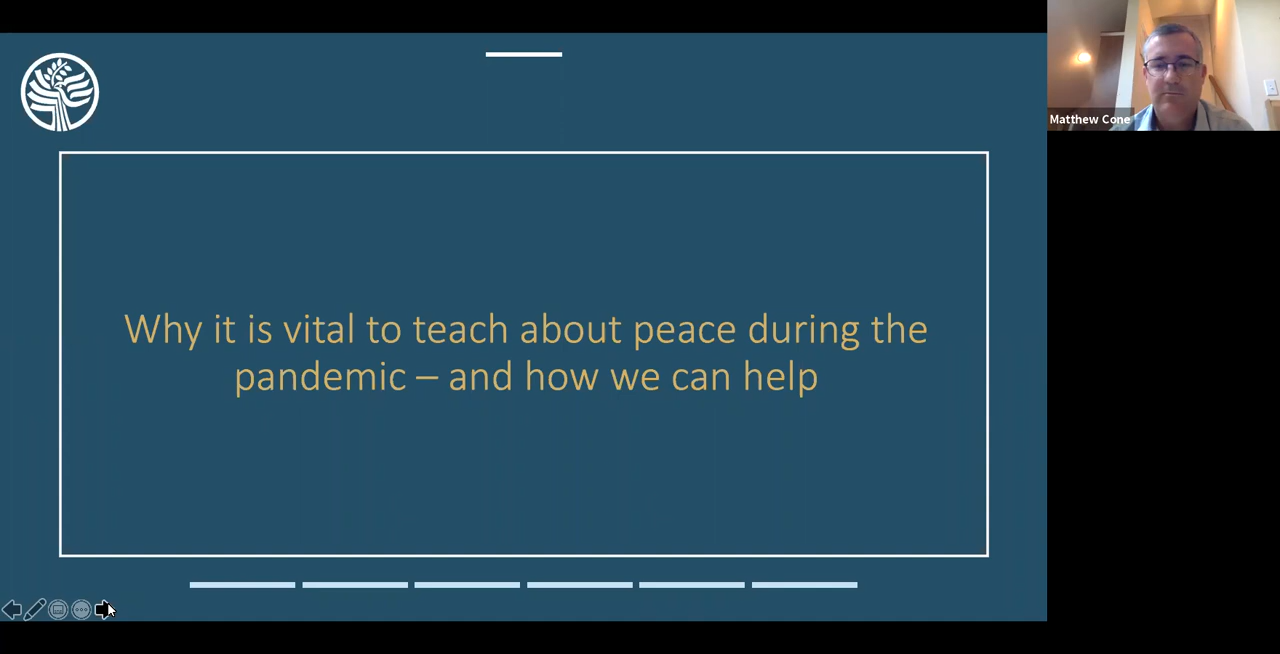 Matthew Cone
Why it is vital to teach about peace during the
pandemic – and how we can help